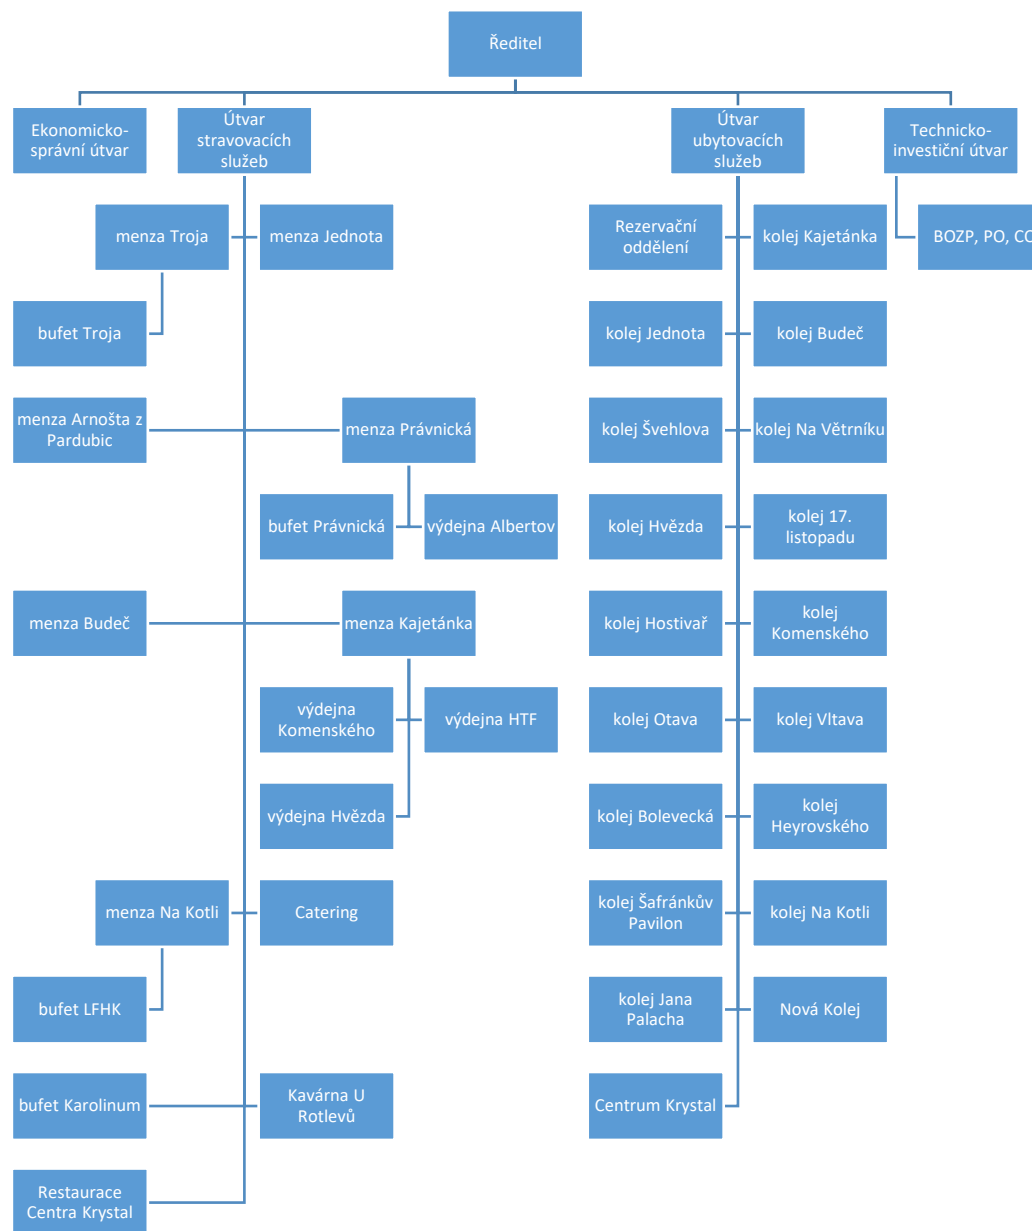 Ředitel
Ekonomicko-
správní útvar
Útvar
stravovacích
služeb
Útvar
ubytovacích
služeb
Technicko-
investiční útvar
menza Troja
menza Jednota
Rezervační
oddělení
kolej Kajetánka
BOZP, PO, CO
bufet Troja
kolej Jednota
kolej Budeč
menza Arnošta z
Pardubic
menza Právnická
kolej Švehlova
kolej Na Větrníku
bufet Právnická
výdejna Albertov
kolej Hvězda
kolej 17.
listopadu
menza Budeč
menza Kajetánka
kolej Hostivař
kolej
Komenského
výdejna
Komenského
výdejna HTF
kolej Otava
kolej Vltava
výdejna Hvězda
kolej Bolevecká
kolej
Heyrovského
menza Na Kotli
Catering
kolej Šafránkův
Pavilon
kolej Na Kotli
bufet LFHK
kolej Jana
Palacha
Nová Kolej
bufet Karolinum
Kavárna U
Rotlevů
Centrum Krystal
Restaurace
Centra Krystal